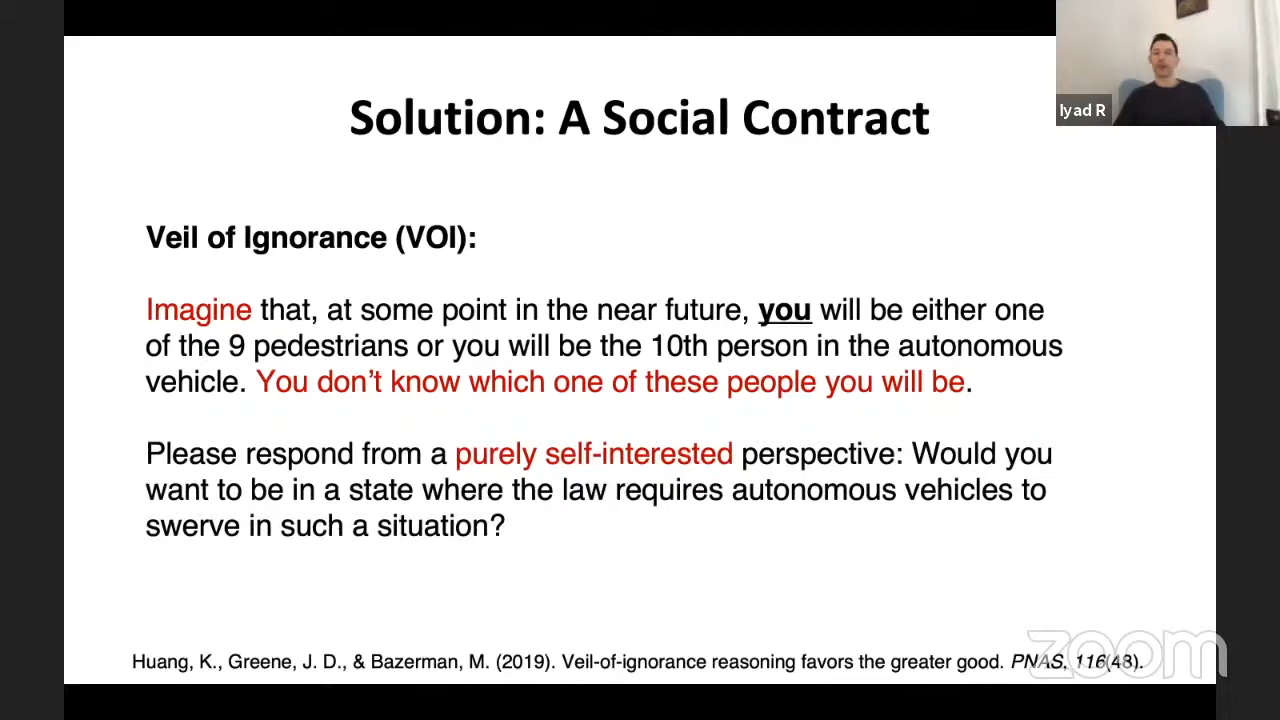 Solution: A Social Contract
Iyad R
Veil of Ignorance (VOI):
Imagine that, at some point in the near future, you will be either one
of the 9 pedestrians or you will be the 10th person in the autonomous
vehicle. You don’t know which one of these people you will be.
Please respond from a purely self-interested perspective: Would you
want to be in a state where the law requires autonomous vehicles to
swerve in such a situation?
Huang, K., Greene, J. D., & Bazerman, M. (2019). Veil-of-ignorance reasoning favors the greater good. PNAS, 116(48).
zoom